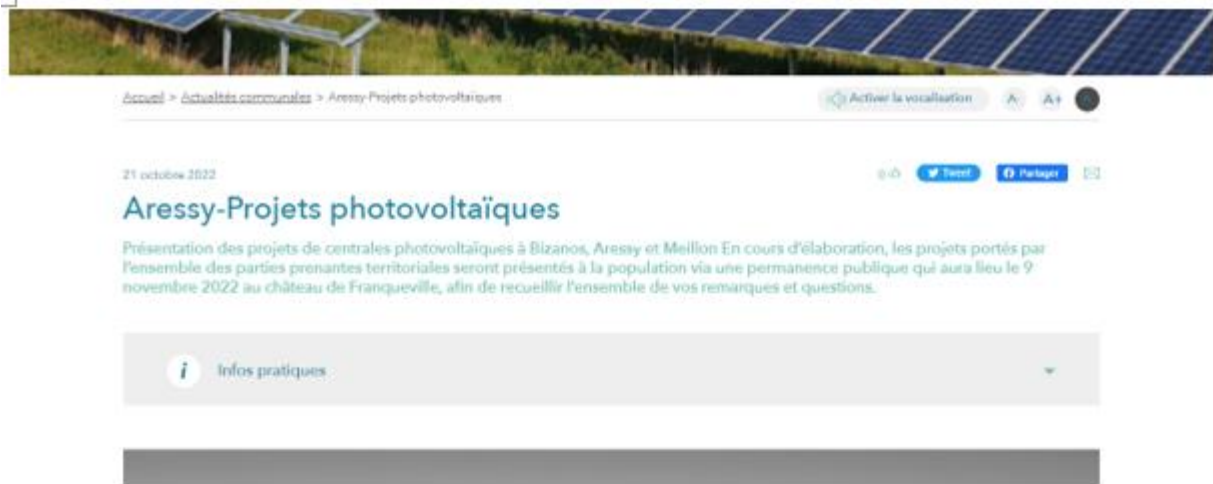 Accueil > Actualités communales > Aressy-Projets photovoltaïques
Activer la vocalisation
A-
A+
21 octobre 2022
Tweet
Partager
Aressy-Projets photovoltaïques
Présentation des projets de centrales photovoltaïques à Bizanos, Aressy et Meillon En cours d'élaboration, les projets portés par
l'ensemble des parties prenantes territoriales seront présentés à la population via une permanence publique qui aura lieu le 9
novembre 2022 au château de Franqueville, afin de recueillir l'ensemble de vos remarques et questions.
i Infos pratiques